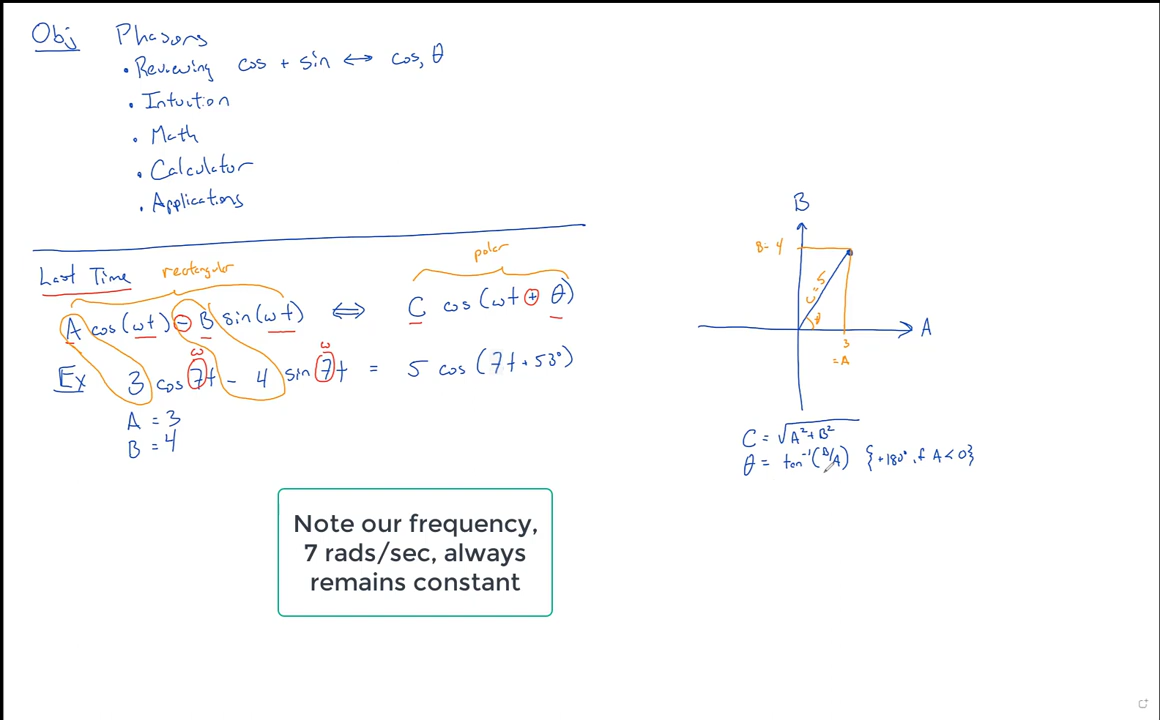 Obj Phasors
• Reviewing cos + sin ↔ cos, θ
• Intuition
• Math
• Calculator
• Applications
Last Time rectangular polar
A cos(ωt) - B sin(ωt) ⟺ C cos(ωt + θ)
ω ω
Ex 3 cos 7t - 4 sin 7t = 5 cos (7t + 53°)
A = 3
B = 4
B
B = 4
C = 5
θ
A
3
= A
C = √A² + B²
θ = tan⁻¹(B/A) {+180° if A < 0}
Note our frequency,
7 rads/sec, always
remains constant